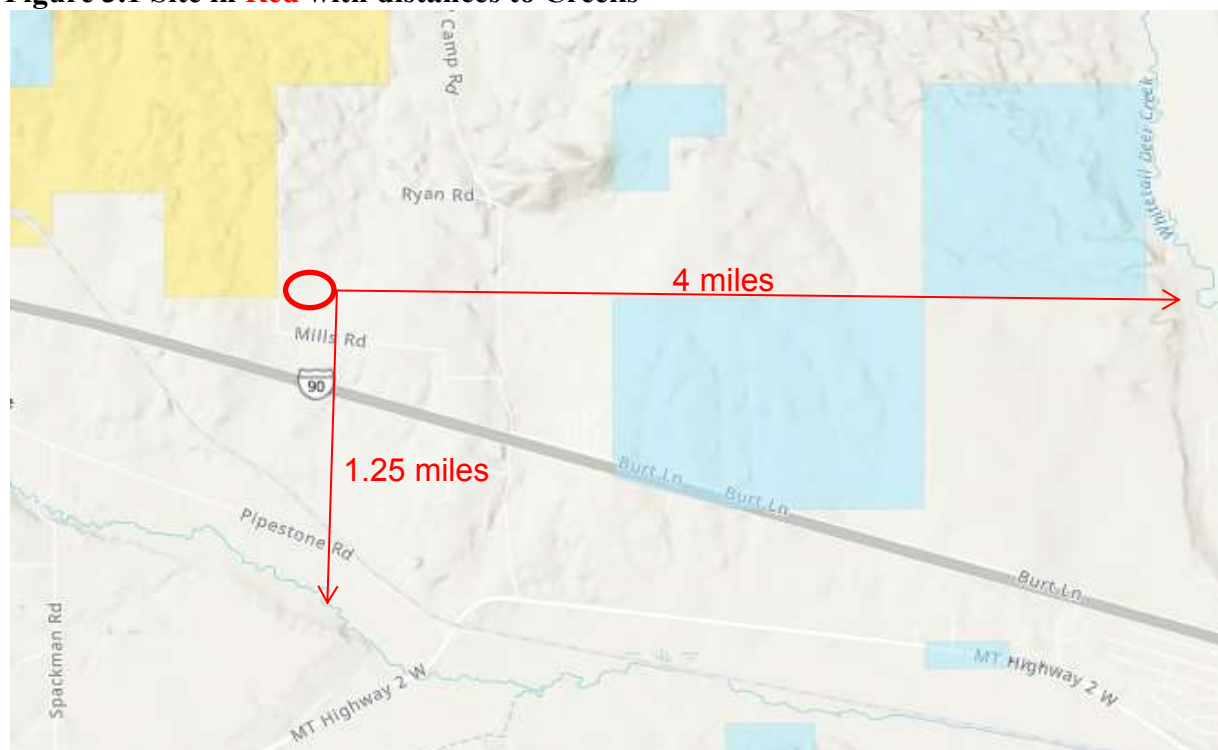 Figure 3.1 Site in Red with distances to Creeks
Camp Rd
Whitetail Deer Creek
Ryan Rd
4 miles
Mills Rd
90
1.25 miles
Burt Ln
Burt Ln
Pipestone Rd
Burt Ln
Spackman Rd
MT Highway 2 W
MT Highway 2 W